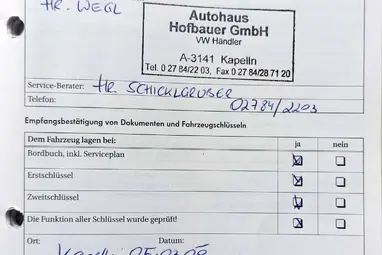 HR. WEGL
Autohaus
Hofbauer GmbH
VW Händler
A-3141 Kapelln
Tel. 0 27 84/22 03, Fax 0 27 84/28 71 20
Service-Berater: HR. SCHICKLGRUBER
Telefon: 02784/2203
Empfangsbestätigung von Dokumenten und Fahrzeugschlüsseln
Dem Fahrzeug lagen bei: ja nein
Bordbuch, inkl. Serviceplan
Erstschlüssel
Zweitschlüssel
Die Funktion aller Schlüssel wurde geprüft!
Ort: Datum: